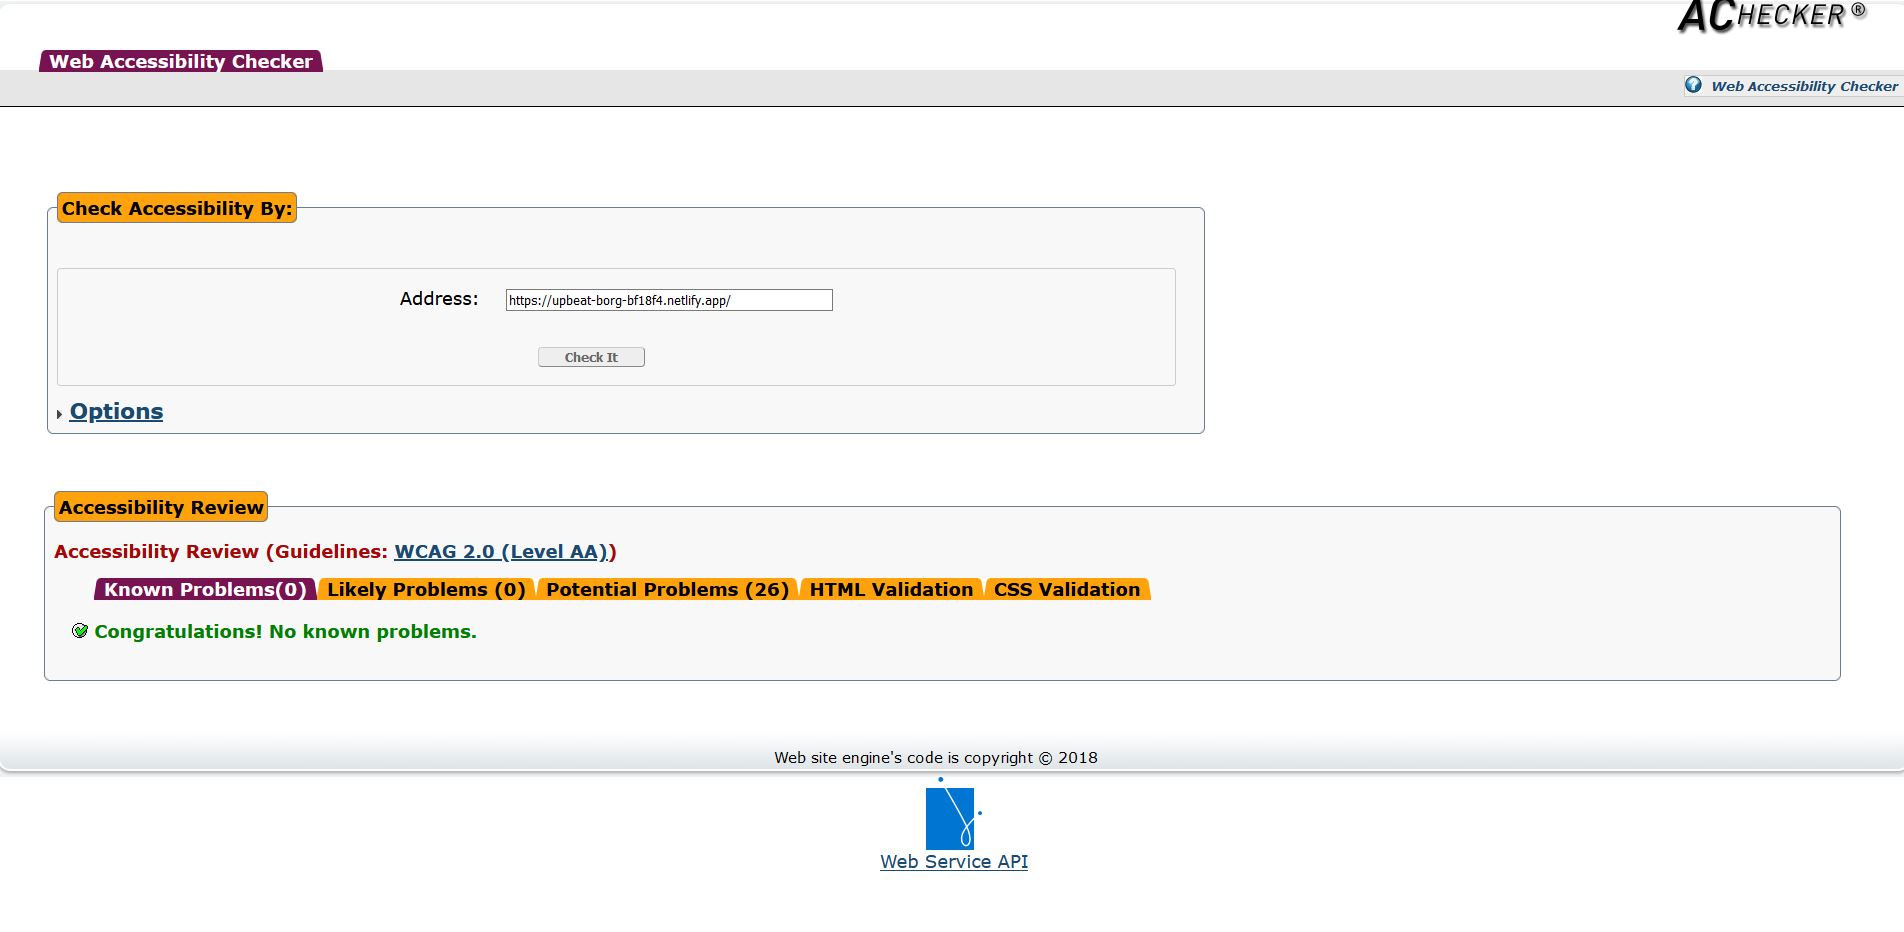 ACHECKER®
Web Accessibility Checker
Web Accessibility Checker
Check Accessibility By:
Address: https://upbeat-borg-bf18f4.netlify.app/
Check It
Options
Accessibility Review
Accessibility Review (Guidelines: WCAG 2.0 (Level AA))
Known Problems(0) Likely Problems (0) Potential Problems (26) HTML Validation CSS Validation
Congratulations! No known problems.
Web site engine's code is copyright © 2018
Web Service API